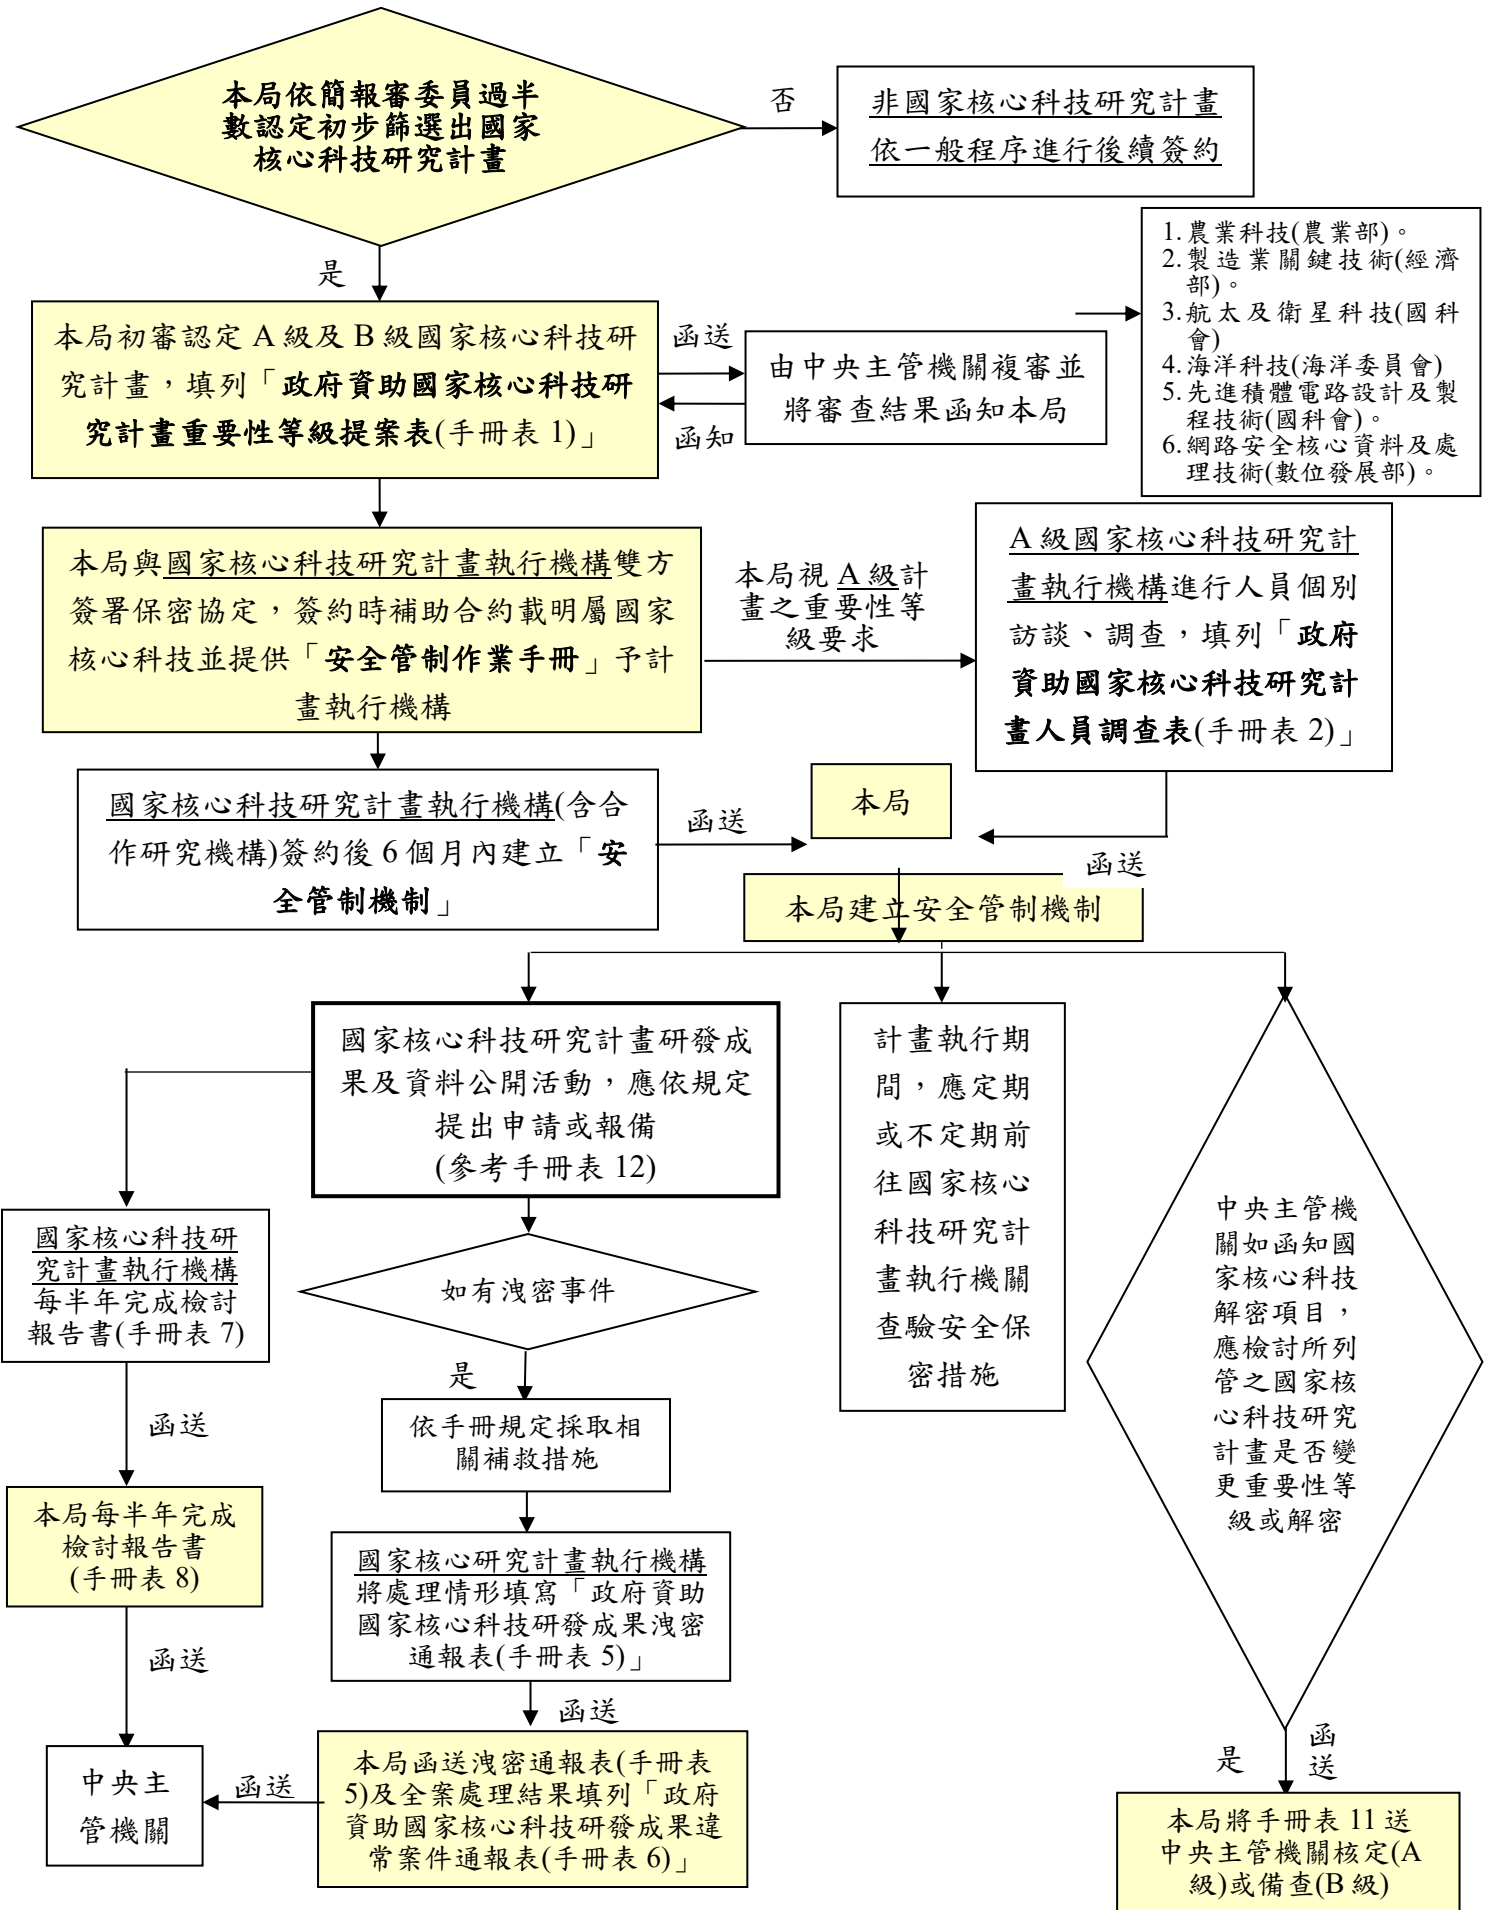 本局依簡報審委員過半
數認定初步篩選出國家
核心科技研究計畫
否
非國家核心科技研究計畫
依一般程序進行後續簽約
1.農業科技(農業部)。
2.製造業關鍵技術(經濟
部)。
3.航太及衛星科技(國科
會)
4.海洋科技(海洋委員會)
5.先進積體電路設計及製
程技術(國科會)。
6.網路安全核心資料及處
理技術(數位發展部)。
是
本局初審認定 A 級及 B 級國家核心科技研
究計畫，填列「政府資助國家核心科技研
究計畫重要性等級提案表(手冊表 1)」
函送
函知
由中央主管機關複審並
將審查結果函知本局
本局與國家核心科技研究計畫執行機構雙方
簽署保密協定，簽約時補助合約載明屬國家
核心科技並提供「安全管制作業手冊」予計
畫執行機構
本局視 A 級計
畫之重要性等
級要求
A 級國家核心科技研究計
畫執行機構進行人員個別
訪談、調查，填列「政府
資助國家核心科技研究計
畫人員調查表(手冊表 2)」
國家核心科技研究計畫執行機構(含合
作研究機構)簽約後 6 個月內建立「安
全管制機制」
函送
本局
函送
本局建立安全管制機制
國家核心科技研究計畫研發成
果及資料公開活動，應依規定
提出申請或報備
(參考手冊表 12)
計畫執行期
間，應定期
或不定期前
往國家核心
科技研究計
畫執行機關
查驗安全保
密措施
中央主管機
關如函知國
家核心科技
解密項目，
應檢討所列
管之國家核
心科技研究
計畫是否變
更重要性等
級或解密
國家核心科技研
究計畫執行機構
每半年完成檢討
報告書(手冊表 7)
如有洩密事件
是
依手冊規定採取相
關補救措施
函送
本局每半年完成
檢討報告書
(手冊表 8)
國家核心研究計畫執行機構
將處理情形填寫「政府資助
國家核心科技研發成果洩密
通報表(手冊表 5)」
函送
函送
中央主
管機關
函送
本局函送洩密通報表(手冊表
5)及全案處理結果填列「政府
資助國家核心科技研發成果違
常案件通報表(手冊表 6)」
是
函
送
本局將手冊表 11 送
中央主管機關核定(A
級)或備查(B 級)